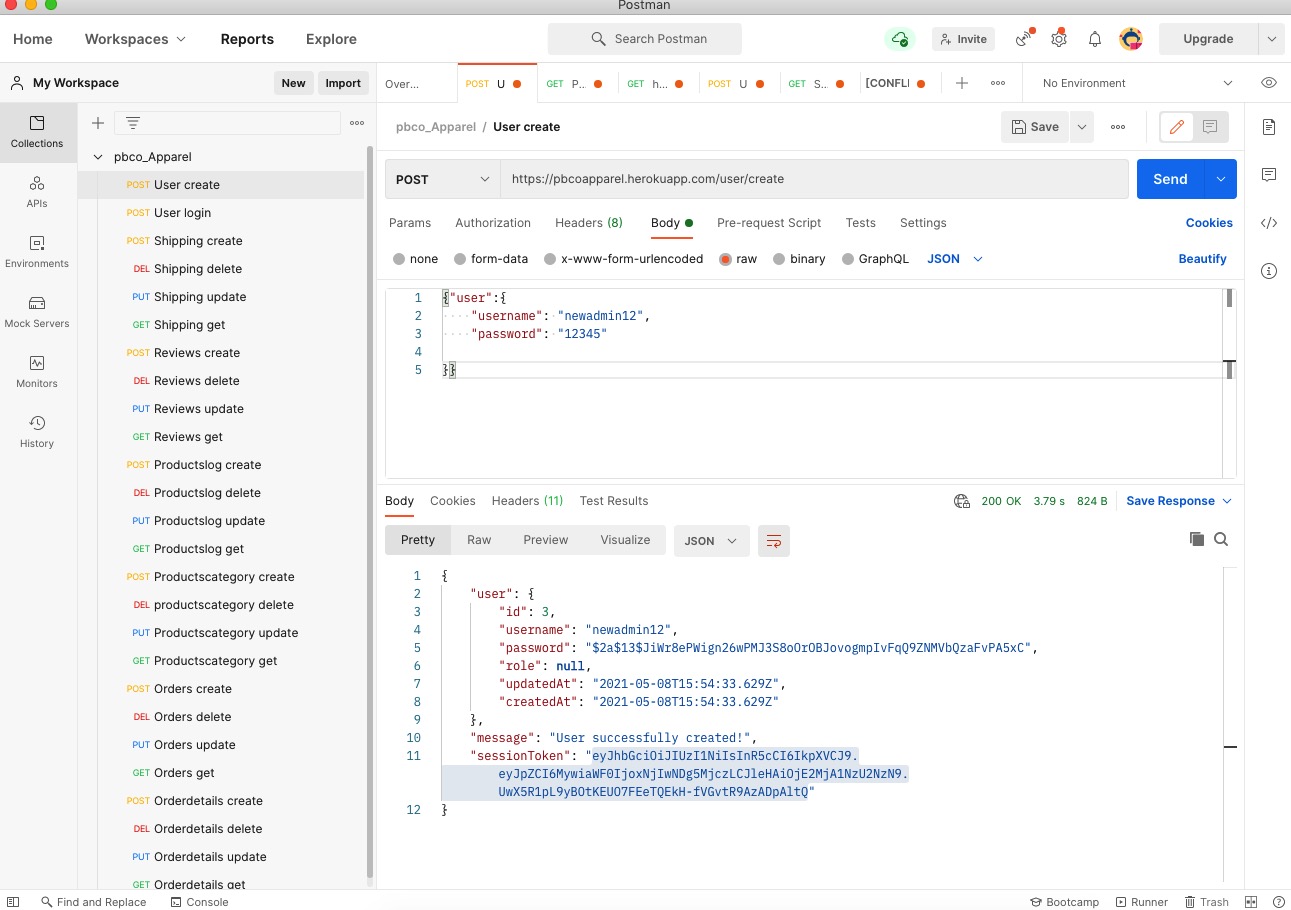 Postman
Home Workspaces Reports Explore Search Postman Invite Upgrade
My Workspace New Import Over... POST U GET P... GET h... POST U GET S... [CONFLI No Environment
Collections
APIs
Environments
Mock Servers
Monitors
History
pbco_Apparel
POST User create
POST User login
POST Shipping create
DEL Shipping delete
PUT Shipping update
GET Shipping get
POST Reviews create
DEL Reviews delete
PUT Reviews update
GET Reviews get
POST Productslog create
DEL Productslog delete
PUT Productslog update
GET Productslog get
POST Productscategory create
DEL productscategory delete
PUT Productscategory update
GET Productscategory get
POST Orders create
DEL Orders delete
PUT Orders update
GET Orders get
POST Orderdetails create
DEL Orderdetails delete
PUT Orderdetails update
GET Orderdetails get
pbco_Apparel / User create Save
POST https://pbcoapparel.herokuapp.com/user/create Send
Params Authorization Headers (8) Body Pre-request Script Tests Settings Cookies
none form-data x-www-form-urlencoded raw binary GraphQL JSON Beautify
1 {"user":{
2 "username": "newadmin12",
3 "password": "12345"
4
5 }}
Body Cookies Headers (11) Test Results 200 OK 3.79 s 824 B Save Response
Pretty Raw Preview Visualize JSON
1 {
2 "user": {
3 "id": 3,
4 "username": "newadmin12",
5 "password": "$2a$13$JiWr8ePWign26wPMJ3S8oOrOBJovogmpIvFqQ9ZNMVbQzaFvPA5xC",
6 "role": null,
7 "updatedAt": "2021-05-08T15:54:33.629Z",
8 "createdAt": "2021-05-08T15:54:33.629Z"
9 },
10 "message": "User successfully created!",
11 "sessionToken": "eyJhbGciOiJIUzI1NiIsInR5cCI6IkpXVCJ9.
eyJpZCI6MywiaWF0IjoxNjIwNDg5MjczLCJleHAiOjE2MjA1NzU2NzN9.
UwX5R1pL9yBOtKEUO7FEeTQEkH-fVGvtR9AzADpAltQ"
12 }
Find and Replace Console Bootcamp Runner Trash